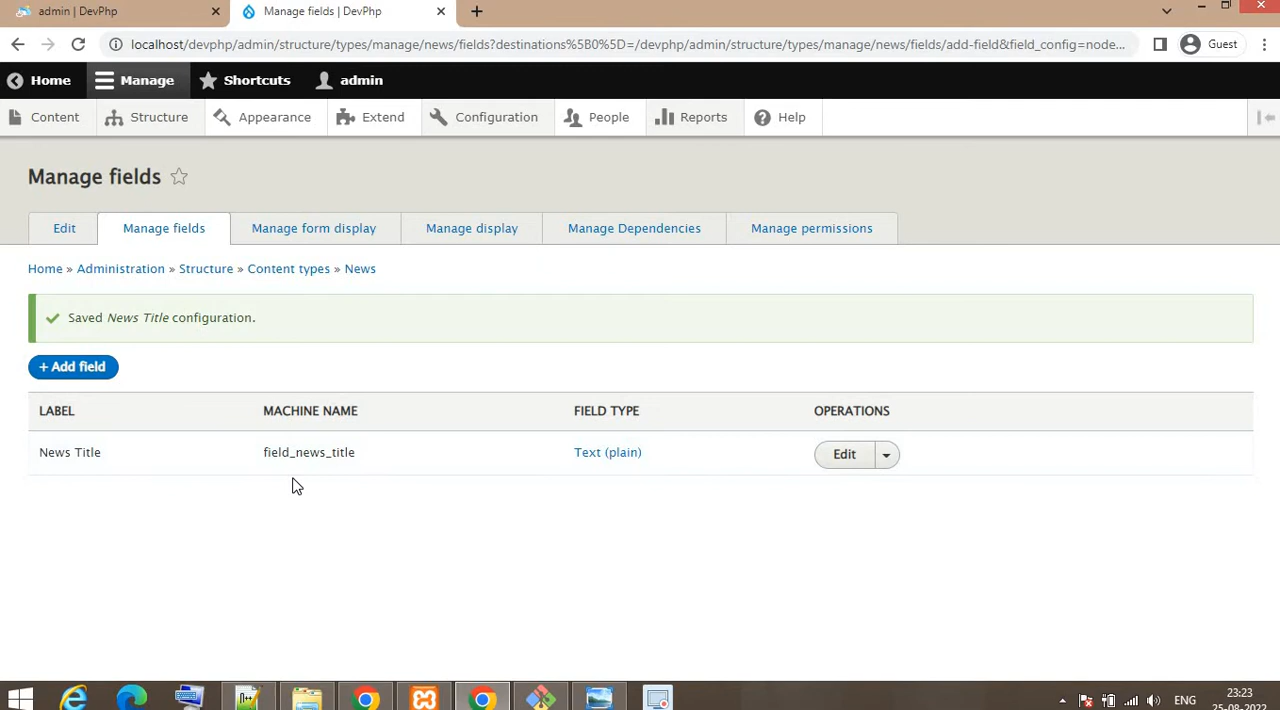 admin | DevPhp
Manage fields | DevPhp
localhost/devphp/admin/structure/types/manage/news/fields?destinations%5B0%5D=/devphp/admin/structure/types/manage/news/fields/add-field&field_config=node...
Guest
Home Manage Shortcuts admin
Content Structure Appearance Extend Configuration People Reports Help
Manage fields
Edit Manage fields Manage form display Manage display Manage Dependencies Manage permissions
Home » Administration » Structure » Content types » News
Saved News Title configuration.
+ Add field
LABEL MACHINE NAME FIELD TYPE OPERATIONS
News Title field_news_title Text (plain) Edit
ENG
23:23
25-08-2022